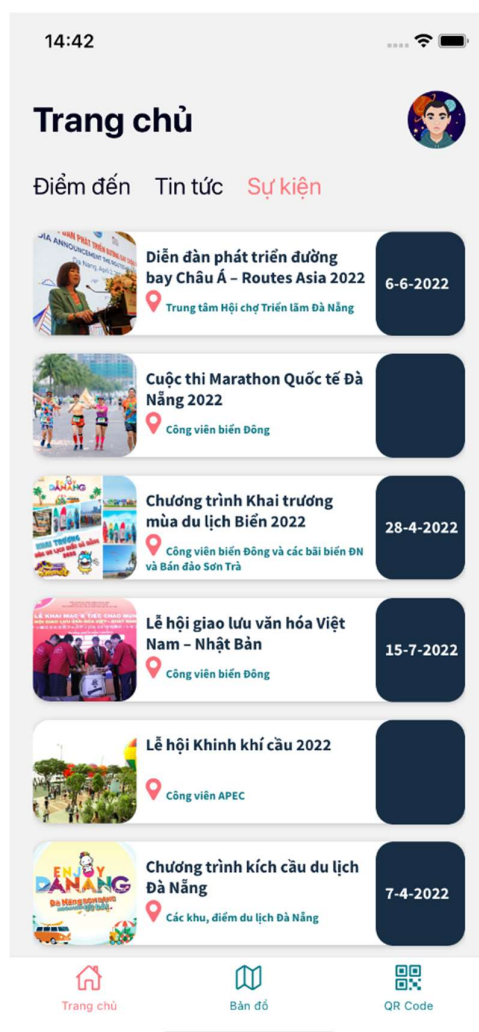 14:42
Trang chủ
Điểm đến Tin tức Sự kiện
Diễn đàn phát triển đường
bay Châu Á – Routes Asia 2022
Trung tâm Hội chợ Triển lãm Đà Nẵng
6-6-2022
Cuộc thi Marathon Quốc tế Đà
Nẵng 2022
Công viên biển Đông
Chương trình Khai trương
mùa du lịch Biển 2022
Công viên biển Đông và các bãi biển ĐN
và Bán đảo Sơn Trà
28-4-2022
ENJOY
DANANG
KHAI TRƯƠNG
Lễ hội giao lưu văn hóa Việt
Nam – Nhật Bản
Công viên biển Đông
15-7-2022
Lễ hội Khinh khí cầu 2022
Công viên APEC
ENJOY
DANANG
Chương trình kích cầu du lịch
Đà Nẵng
Các khu, điểm du lịch Đà Nẵng
7-4-2022
Trang chủ Bản đồ QR Code